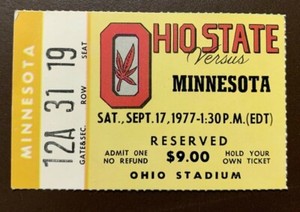 MINNESOTA
12A 31 19
GATE&SEC. ROW SEAT
OHIO STATE
Versus
MINNESOTA
SAT., SEPT. 17, 1977-1:30 P.M. (EDT)
RESERVED
ADMIT ONE
NO REFUND
$9.00
HOLD YOUR
OWN TICKET
OHIO STADIUM